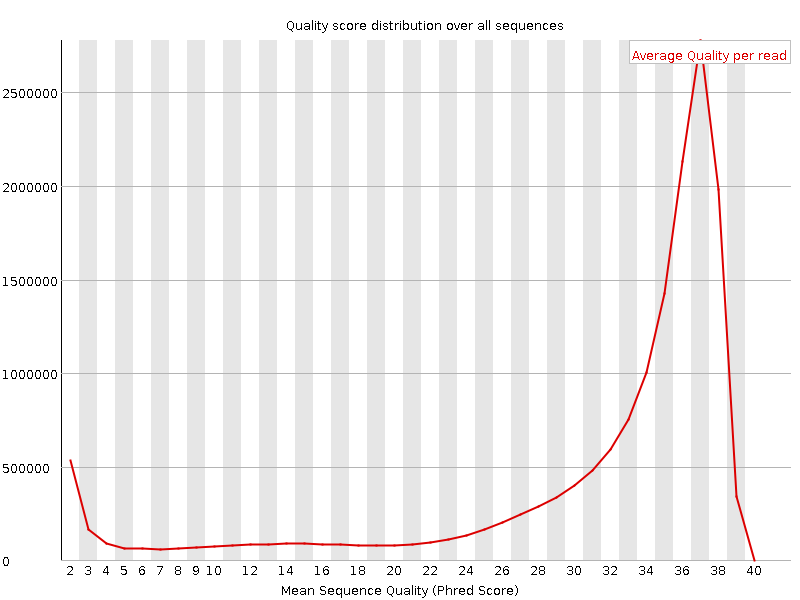 Quality score distribution over all sequences
Average Quality per read
2500000
2000000
1500000
1000000
500000
0
2 3 4 5 6 7 8 9 10 12 14 16 18 20 22 24 26 28 30 32 34 36 38 40
Mean Sequence Quality (Phred Score)